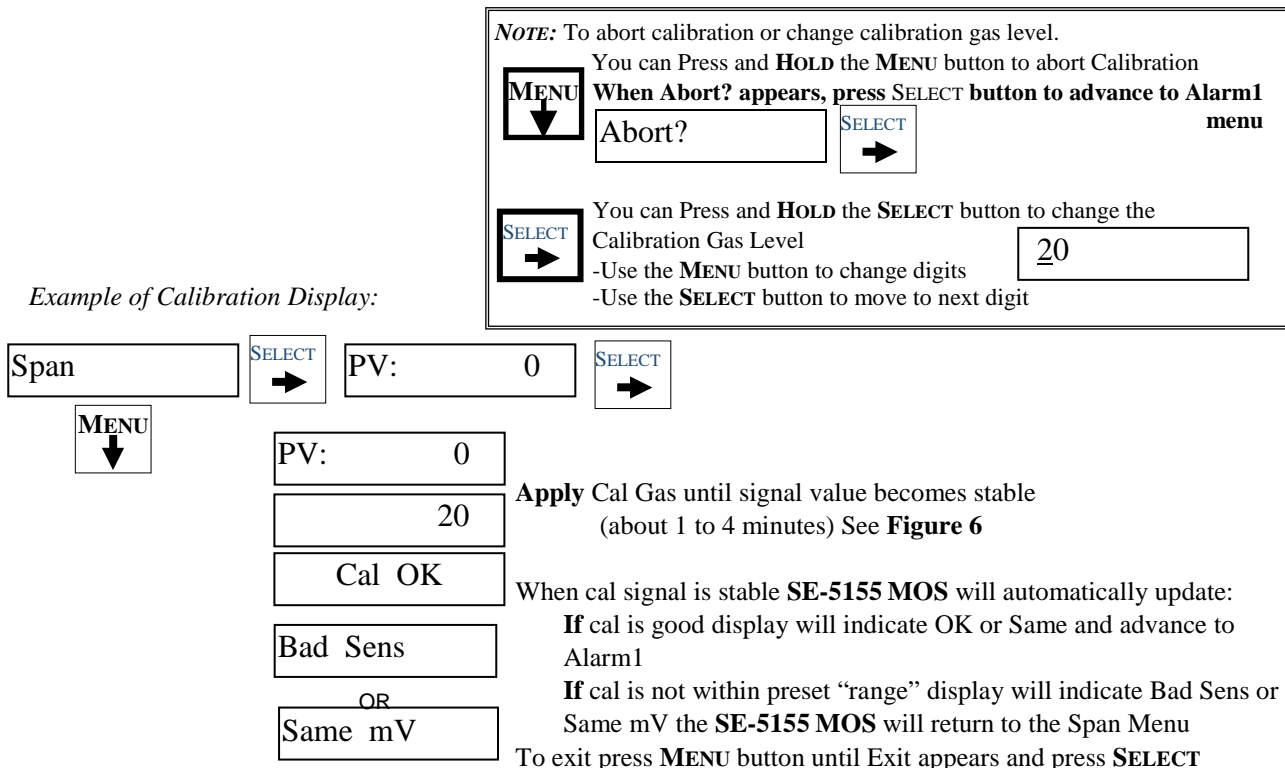 NOTE: To abort calibration or change calibration gas level.
You can Press and HOLD the MENU button to abort Calibration
MENU
When Abort? appears, press SELECT button to advance to Alarm1 menu
Abort?
SELECT
You can Press and HOLD the SELECT button to change the
SELECT
Calibration Gas Level
20
-Use the MENU button to change digits
-Use the SELECT button to move to next digit
Example of Calibration Display:
Span
SELECT
PV: 0
SELECT
MENU
PV: 0
20
Apply Cal Gas until signal value becomes stable
(about 1 to 4 minutes) See Figure 6
Cal OK
When cal signal is stable SE-5155 MOS will automatically update:
If cal is good display will indicate OK or Same and advance to
Alarm1
Bad Sens
OR
Same mV
If cal is not within preset “range” display will indicate Bad Sens or
Same mV the SE-5155 MOS will return to the Span Menu
To exit press MENU button until Exit appears and press SELECT